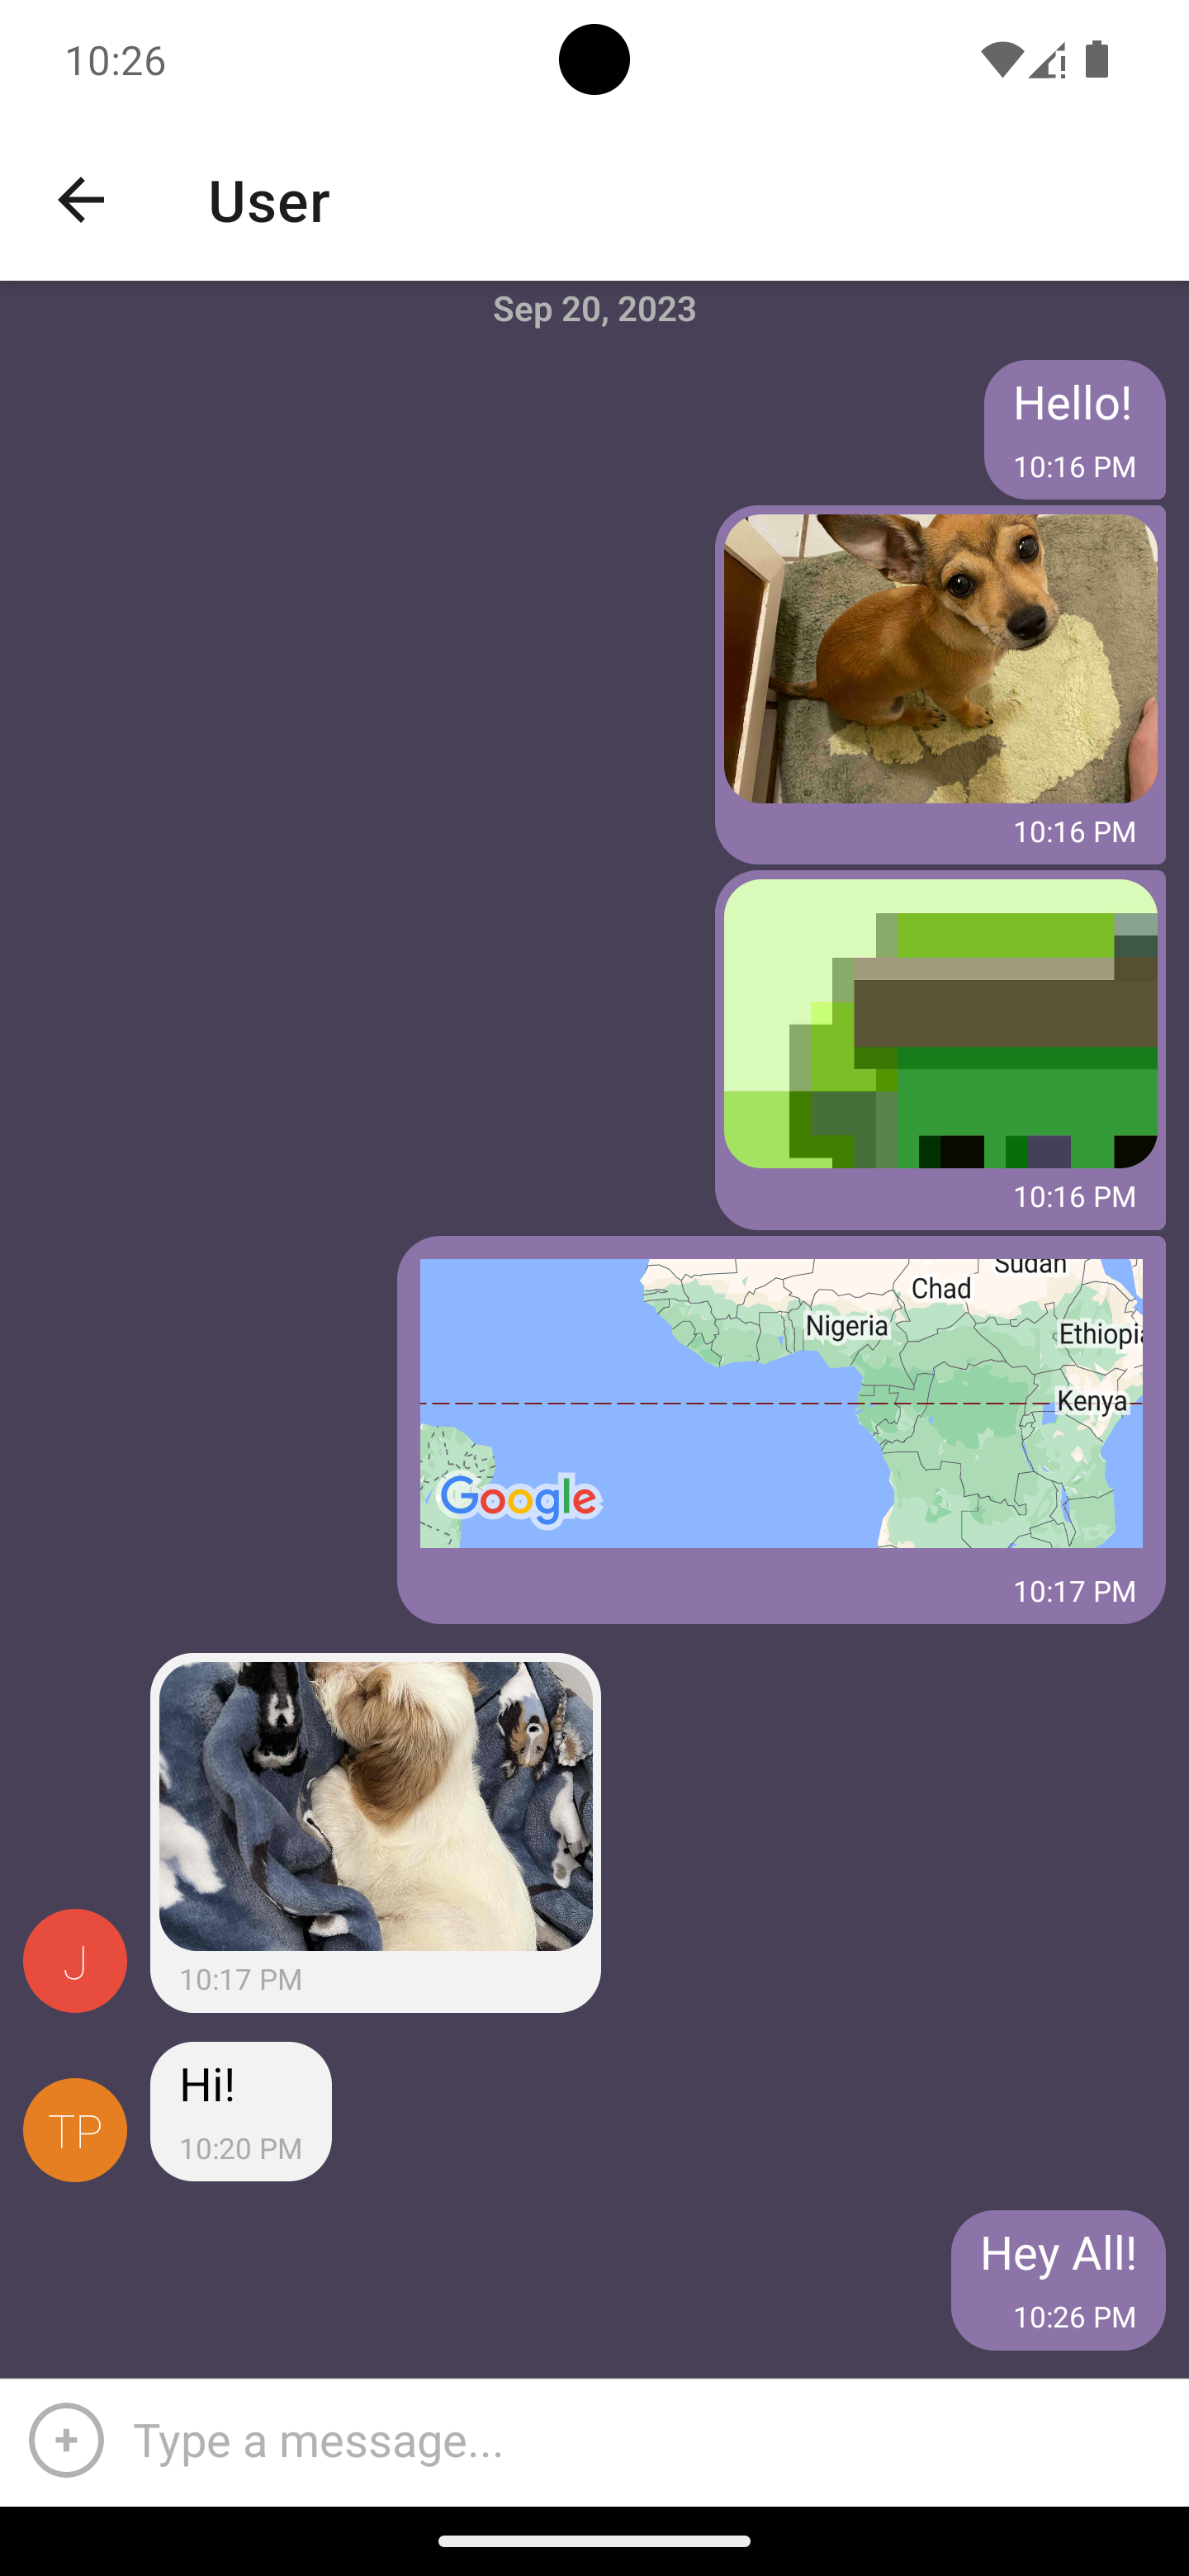 10:26
User
Sep 20, 2023
Hello!
10:16 PM
10:16 PM
10:16 PM
Sudan
Chad
Nigeria
Ethiopia
Kenya
Google
10:17 PM
J
10:17 PM
TP
Hi!
10:20 PM
Hey All!
10:26 PM
+ Type a message...